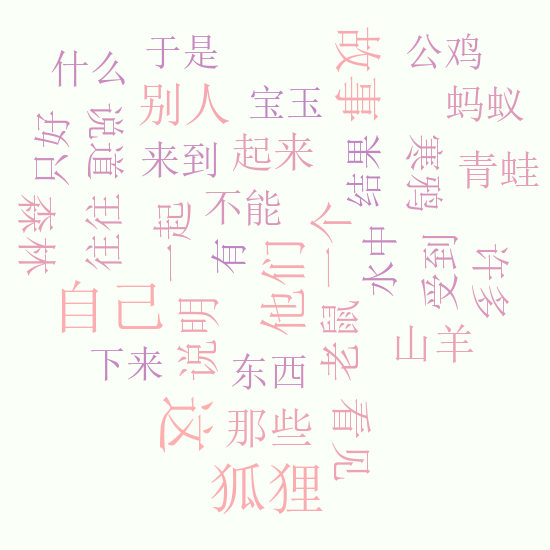 什么
于是
故事
公鸡
别人
宝玉
蚂蚁
只好
说道
来到
起来
结果
寒鸦
青蛙
森林
往往
一起
不能
有
一个
水中
受到
许多
自己
他们
说明
老鼠
山羊
下来
东西
这
那些
看见
狐狸